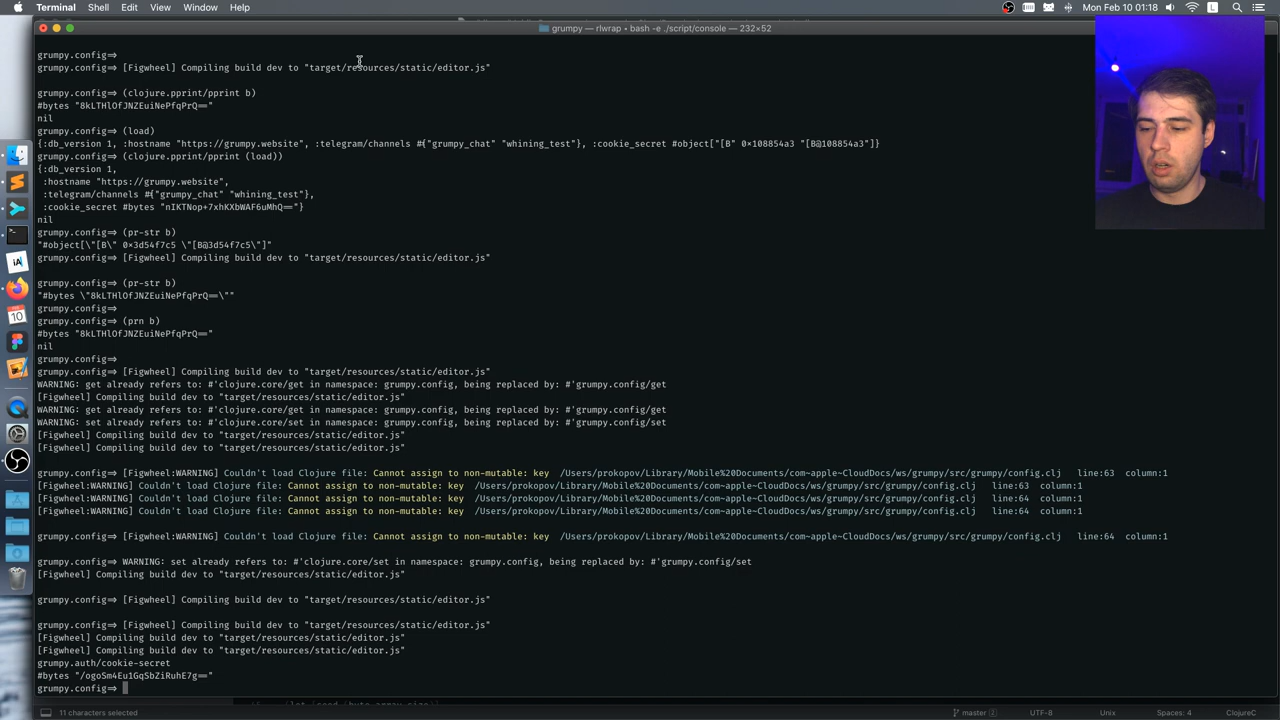 Terminal Shell Edit View Window Help
Mon 10 May 01:18
grumpy — rlwrap • bash -e ./script/console — 232×52
grumpy.config=>
grumpy.config=> [Figwheel] Compiling build dev to "target/resources/static/editor.js"
grumpy.config=> (clojure.pprint/pprint b)
#bytes "8kLTHlOfJNZEuiNePfqPrQ=="
nil
grumpy.config=> (load)
{:db_version 1, :hostname "https://grumpy.website", :telegram/channels #{"grumpy_chat" "whining_test"}, :cookie_secret #object["[B" 0×108854a3 "[B@108854a3"]}
grumpy.config=> (clojure.pprint/pprint (load))
{:db_version 1,
:hostname "https://grumpy.website",
:telegram/channels #{"grumpy_chat" "whining_test"},
:cookie_secret #bytes "nIKTNop+7xhKXbWAF6uMhQ=="}
nil
grumpy.config=> (pr-str b)
"#object[\"[B\" 0×3d54f7c5 \"[B@3d54f7c5\"]"
grumpy.config=> [Figwheel] Compiling build dev to "target/resources/static/editor.js"
grumpy.config=> (pr-str b)
"#bytes \"8kLTHlOfJNZEuiNePfqPrQ==\""
grumpy.config=>
grumpy.config=> (prn b)
#bytes "8kLTHlOfJNZEuiNePfqPrQ=="
nil
grumpy.config=>
grumpy.config=> [Figwheel] Compiling build dev to "target/resources/static/editor.js"
WARNING: get already refers to: #'clojure.core/get in namespace: grumpy.config, being replaced by: #'grumpy.config/get
[Figwheel] Compiling build dev to "target/resources/static/editor.js"
WARNING: get already refers to: #'clojure.core/get in namespace: grumpy.config, being replaced by: #'grumpy.config/get
WARNING: set already refers to: #'clojure.core/set in namespace: grumpy.config, being replaced by: #'grumpy.config/set
[Figwheel] Compiling build dev to "target/resources/static/editor.js"
[Figwheel] Compiling build dev to "target/resources/static/editor.js"
grumpy.config=> [Figwheel:WARNING] Couldn't load Clojure file: Cannot assign to non-mutable: key /Users/prokopov/Library/Mobile%20Documents/com~apple~CloudDocs/ws/grumpy/src/grumpy/config.clj line:63 column:1
[Figwheel:WARNING] Couldn't load Clojure file: Cannot assign to non-mutable: key /Users/prokopov/Library/Mobile%20Documents/com~apple~CloudDocs/ws/grumpy/src/grumpy/config.clj line:63 column:1
[Figwheel:WARNING] Couldn't load Clojure file: Cannot assign to non-mutable: key /Users/prokopov/Library/Mobile%20Documents/com~apple~CloudDocs/ws/grumpy/src/grumpy/config.clj line:64 column:1
[Figwheel:WARNING] Couldn't load Clojure file: Cannot assign to non-mutable: key /Users/prokopov/Library/Mobile%20Documents/com~apple~CloudDocs/ws/grumpy/src/grumpy/config.clj line:64 column:1
grumpy.config=> [Figwheel:WARNING] Couldn't load Clojure file: Cannot assign to non-mutable: key /Users/prokopov/Library/Mobile%20Documents/com~apple~CloudDocs/ws/grumpy/src/grumpy/config.clj line:64 column:1
grumpy.config=> WARNING: set already refers to: #'clojure.core/set in namespace: grumpy.config, being replaced by: #'grumpy.config/set
[Figwheel] Compiling build dev to "target/resources/static/editor.js"
grumpy.config=> [Figwheel] Compiling build dev to "target/resources/static/editor.js"
grumpy.config=> [Figwheel] Compiling build dev to "target/resources/static/editor.js"
[Figwheel] Compiling build dev to "target/resources/static/editor.js"
[Figwheel] Compiling build dev to "target/resources/static/editor.js"
grumpy.auth/cookie-secret
#bytes "/ogoSm4Eu1GqSbZiRuhE7g=="
grumpy.config=>
11 characters selected
master
UTF-8
Unix
Spaces: 4
ClojureC